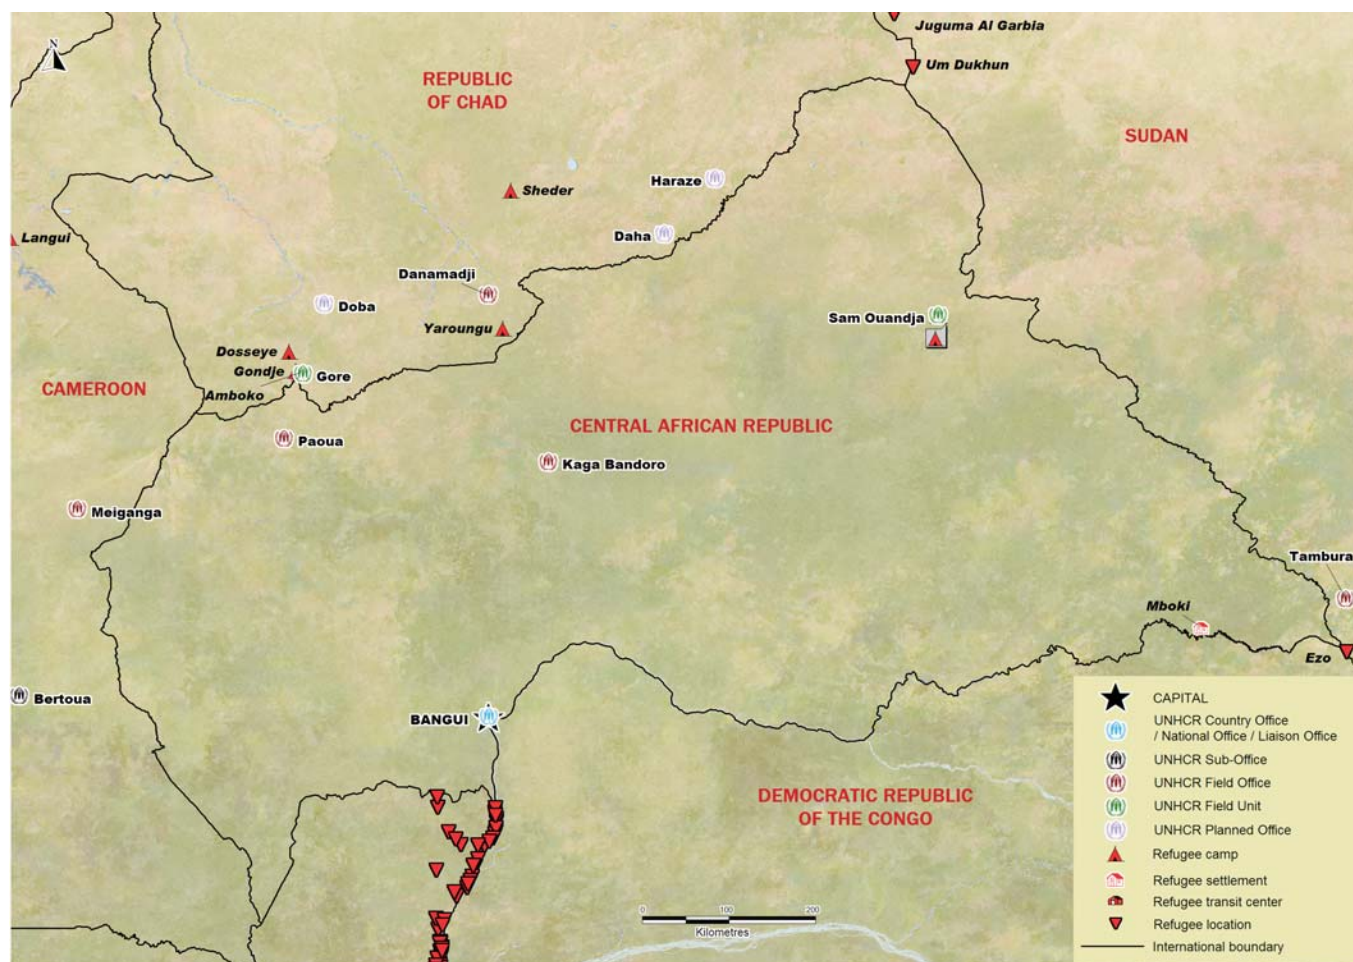 N
Juguma Al Garbia
Um Dukhun
REPUBLIC
OF CHAD
SUDAN
Haraze
Sheder
Daha
Langui
Danamadji
Doba
Sam Ouandja
Yaroungu
Dosseye
Gondje
Gore
Amboko
CAMEROON
CENTRAL AFRICAN REPUBLIC
Paoua
Kaga Bandoro
Meiganga
Tambura
Mboki
Ezo
Bertoua
BANGUI
DEMOCRATIC REPUBLIC
OF THE CONGO
CAPITAL
UNHCR Country Office
/ National Office / Liaison Office
UNHCR Sub-Office
UNHCR Field Office
UNHCR Field Unit
UNHCR Planned Office
Refugee camp
Refugee settlement
Refugee transit center
Refugee location
International boundary
0 100 200
Kilometres